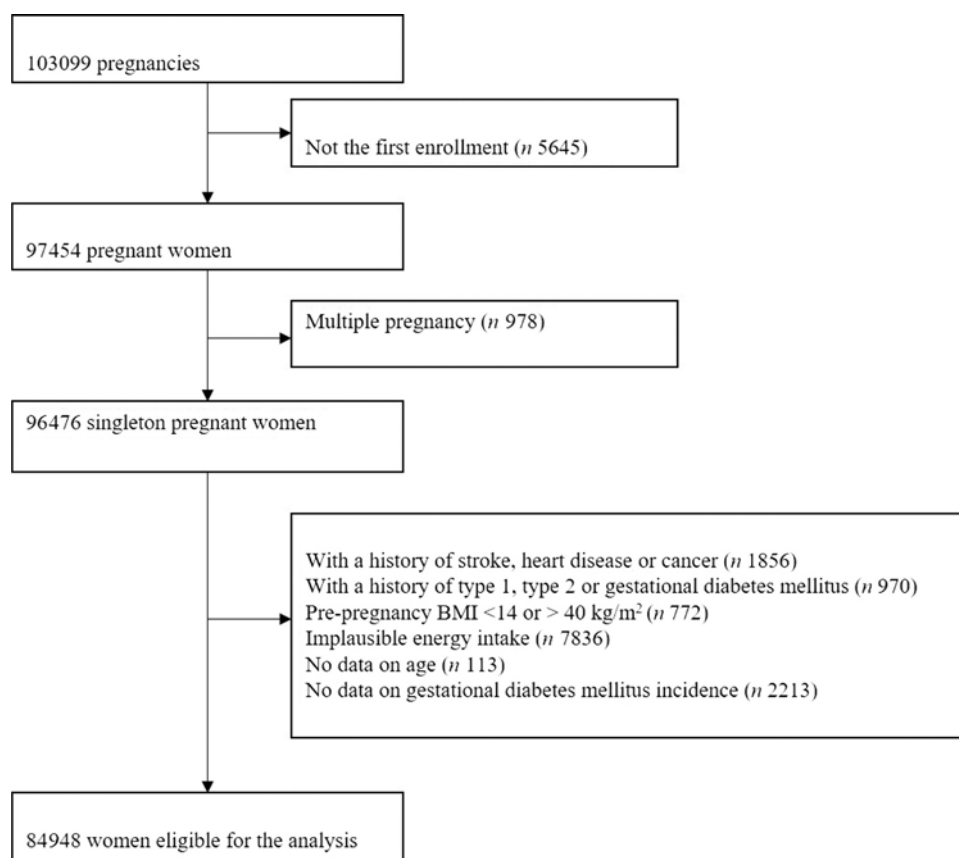 103099 pregnancies
Not the first enrollment (n 5645)
97454 pregnant women
Multiple pregnancy (n 978)
96476 singleton pregnant women
With a history of stroke, heart disease or cancer (n 1856)
With a history of type 1, type 2 or gestational diabetes mellitus (n 970)
Pre-pregnancy BMI <14 or > 40 kg/m² (n 772)
Implausible energy intake (n 7836)
No data on age (n 113)
No data on gestational diabetes mellitus incidence (n 2213)
84948 women eligible for the analysis